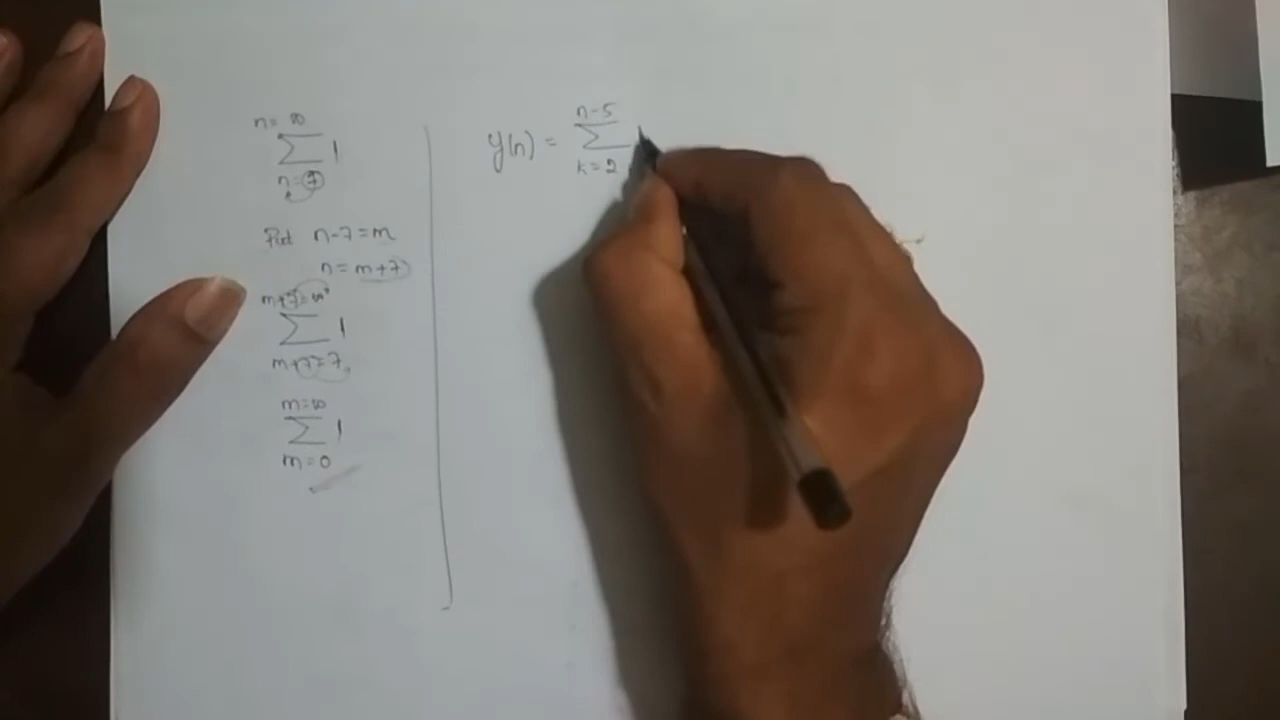 n=∞
∑ 1
n=7
Put n-7=m
n=m+7
m+7=∞
∑ 1
m+7=7
m=∞
∑ 1
m=0
n-5
y(n) = ∑
k=2